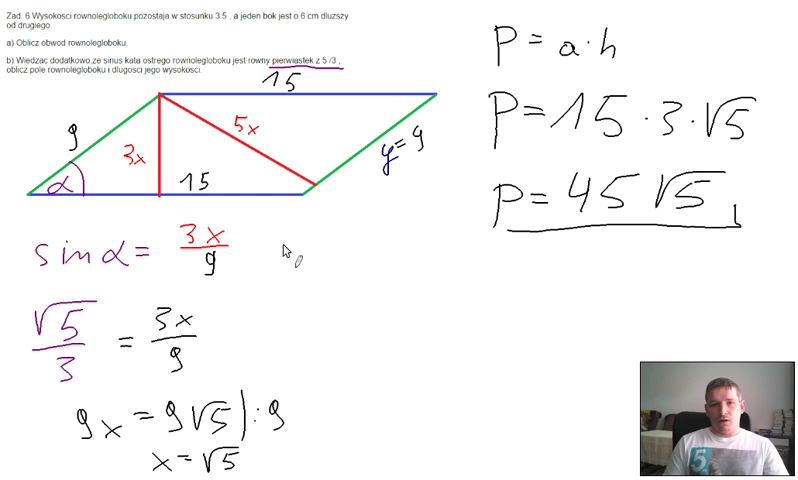 Zad. 6 Wysokosci rownolegloboku pozostaja w stosunku 3:5 , a jeden bok jest o 6 cm dluzszy
od drugiego.
a) Oblicz obwod rownolegloboku.
b) Wiedzac dodatkowo,ze sinus kata ostrego rownolegloboku jest rowny pierwiastek z 5 /3 ,
oblicz pole rownolegloboku i dlugosci jego wysokosci.
15
9
3x
5x
y = 9
α
15
sin α = 3x/9
√5/3 = 3x/9
9x = 9√5 | : 9
x = √5
P = a · h
P = 15 · 3 · √5
P = 45 √5
5